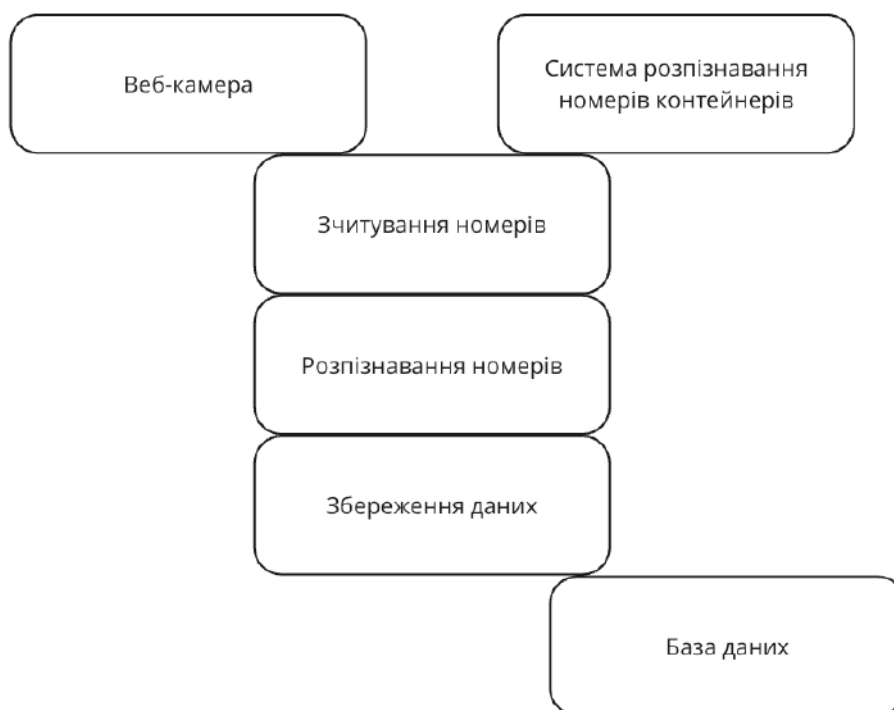 Веб-камера
Система розпізнавання
номерів контейнерів
Зчитування номерів
Розпізнавання номерів
Збереження даних
База даних